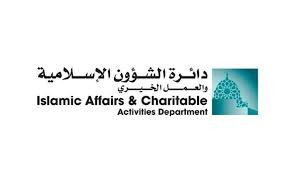 دائرة الشؤون الإسلامية
والعمل الخيري
Islamic Affairs & Charitable
Activities Department